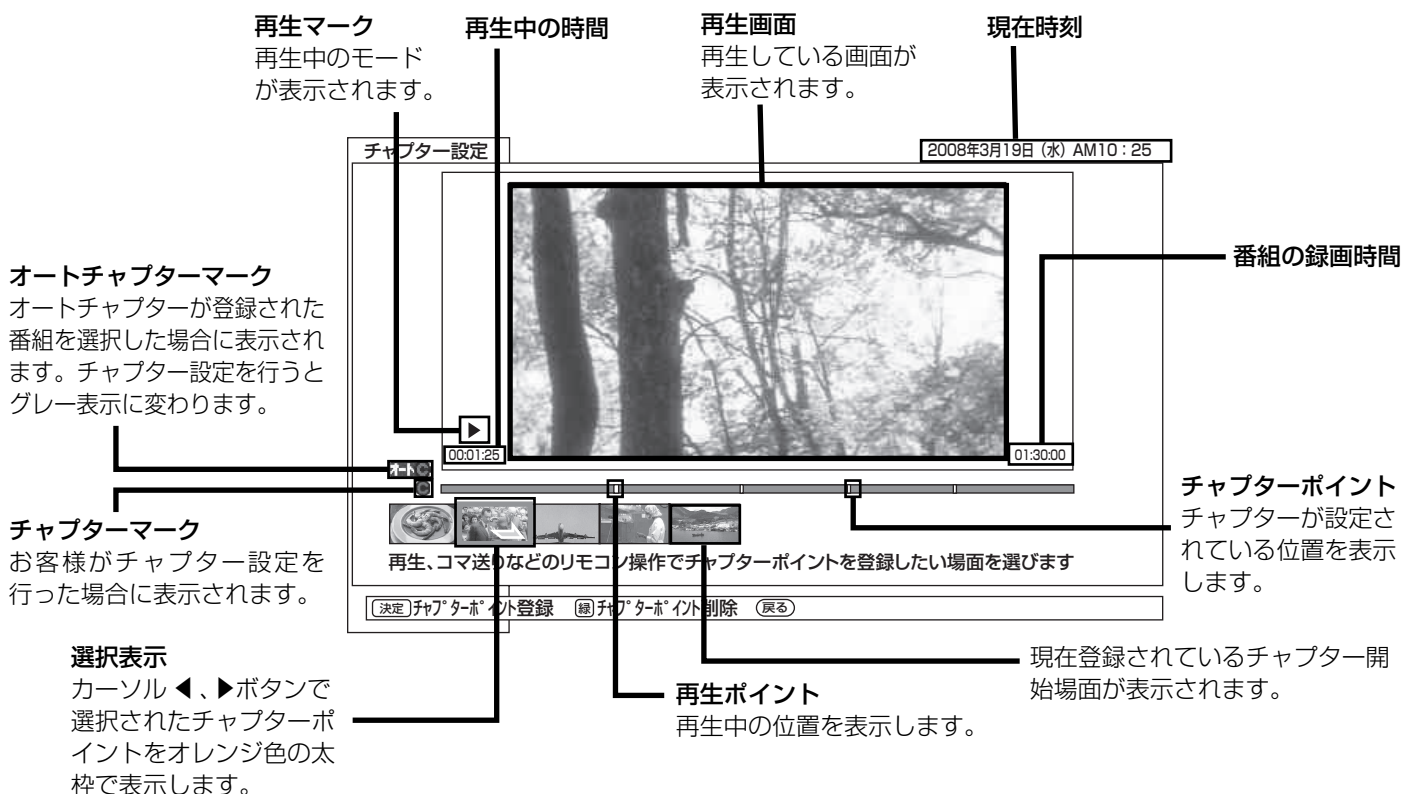 再生マーク
再生中のモード
が表示されます。
再生中の時間
再生画面
再生している画面が
表示されます。
現在時刻
チャプター設定
2008年3月19日(水) AM10:25
番組の録画時間
オートチャプターマーク
オートチャプターが登録された
番組を選択した場合に表示され
ます。チャプター設定を行うと
グレー表示に変わります。
00:01:25
01:30:00
オートC
C
チャプターマーク
お客様がチャプター設定を
行った場合に表示されます。
チャプターポイント
チャプターが設定さ
れている位置を表示
します。
再生、コマ送りなどのリモコン操作でチャプターポイントを登録したい場面を選びます
決定 チャプターポイント登録 緑 チャプターポイント削除 戻る
選択表示
カーソル ◀、▶ボタンで
選択されたチャプターポ
イントをオレンジ色の太
枠で表示します。
再生ポイント
再生中の位置を表示します。
現在登録されているチャプター開
始場面が表示されます。